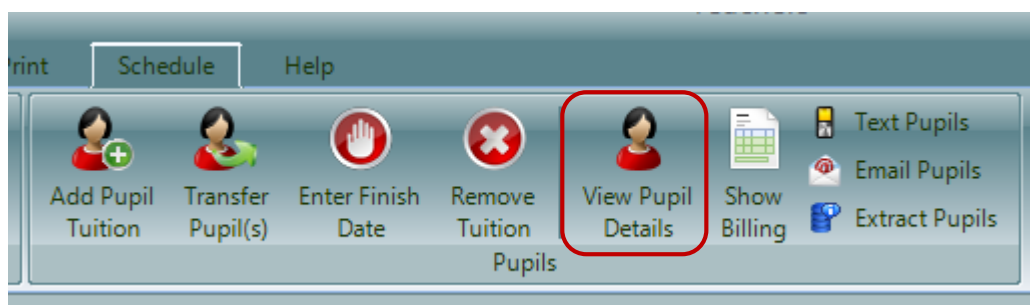 Schedule
Help
Add Pupil
Tuition
Transfer
Pupil(s)
Enter Finish
Date
Remove
Tuition
View Pupil
Details
Show
Billing
Text Pupils
Email Pupils
Extract Pupils
Pupils